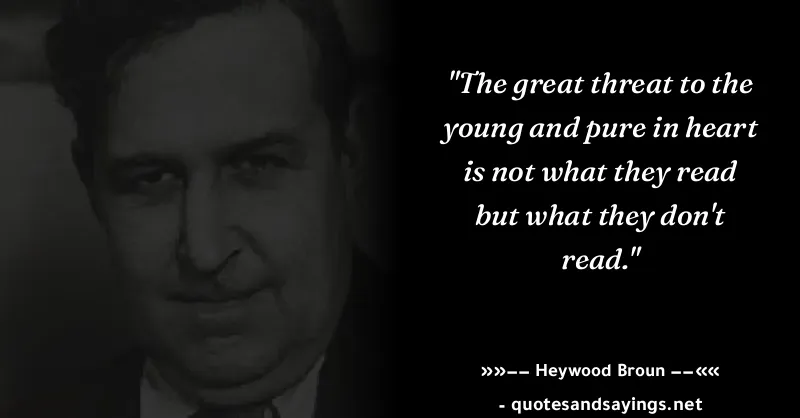 "The great threat to the
young and pure in heart
is not what they read
but what they don't
read."
»»−− Heywood Broun −−««
- quotesandsayings.net